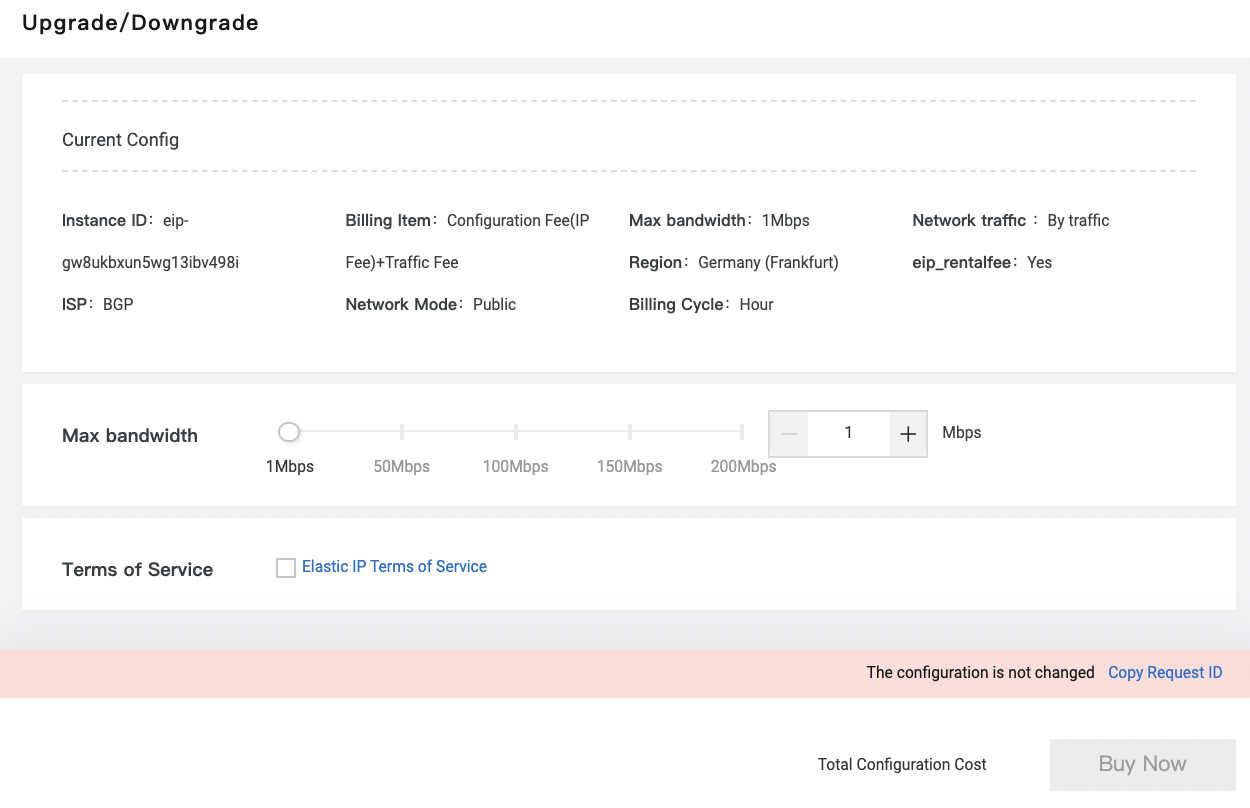 Upgrade/Downgrade
Current Config
Instance ID： eip-
gw8ukbxun5wg13ibv498i
ISP： BGP
Billing Item： Configuration Fee(IP
Fee)+Traffic Fee
Network Mode： Public
Max bandwidth： 1Mbps
Region： Germany (Frankfurt)
Billing Cycle： Hour
Network traffic ： By traffic
eip_rentalfee： Yes
Max bandwidth
1Mbps 50Mbps 100Mbps 150Mbps 200Mbps
— 1 + Mbps
Terms of Service
Elastic IP Terms of Service
The configuration is not changed Copy Request ID
Total Configuration Cost
Buy Now